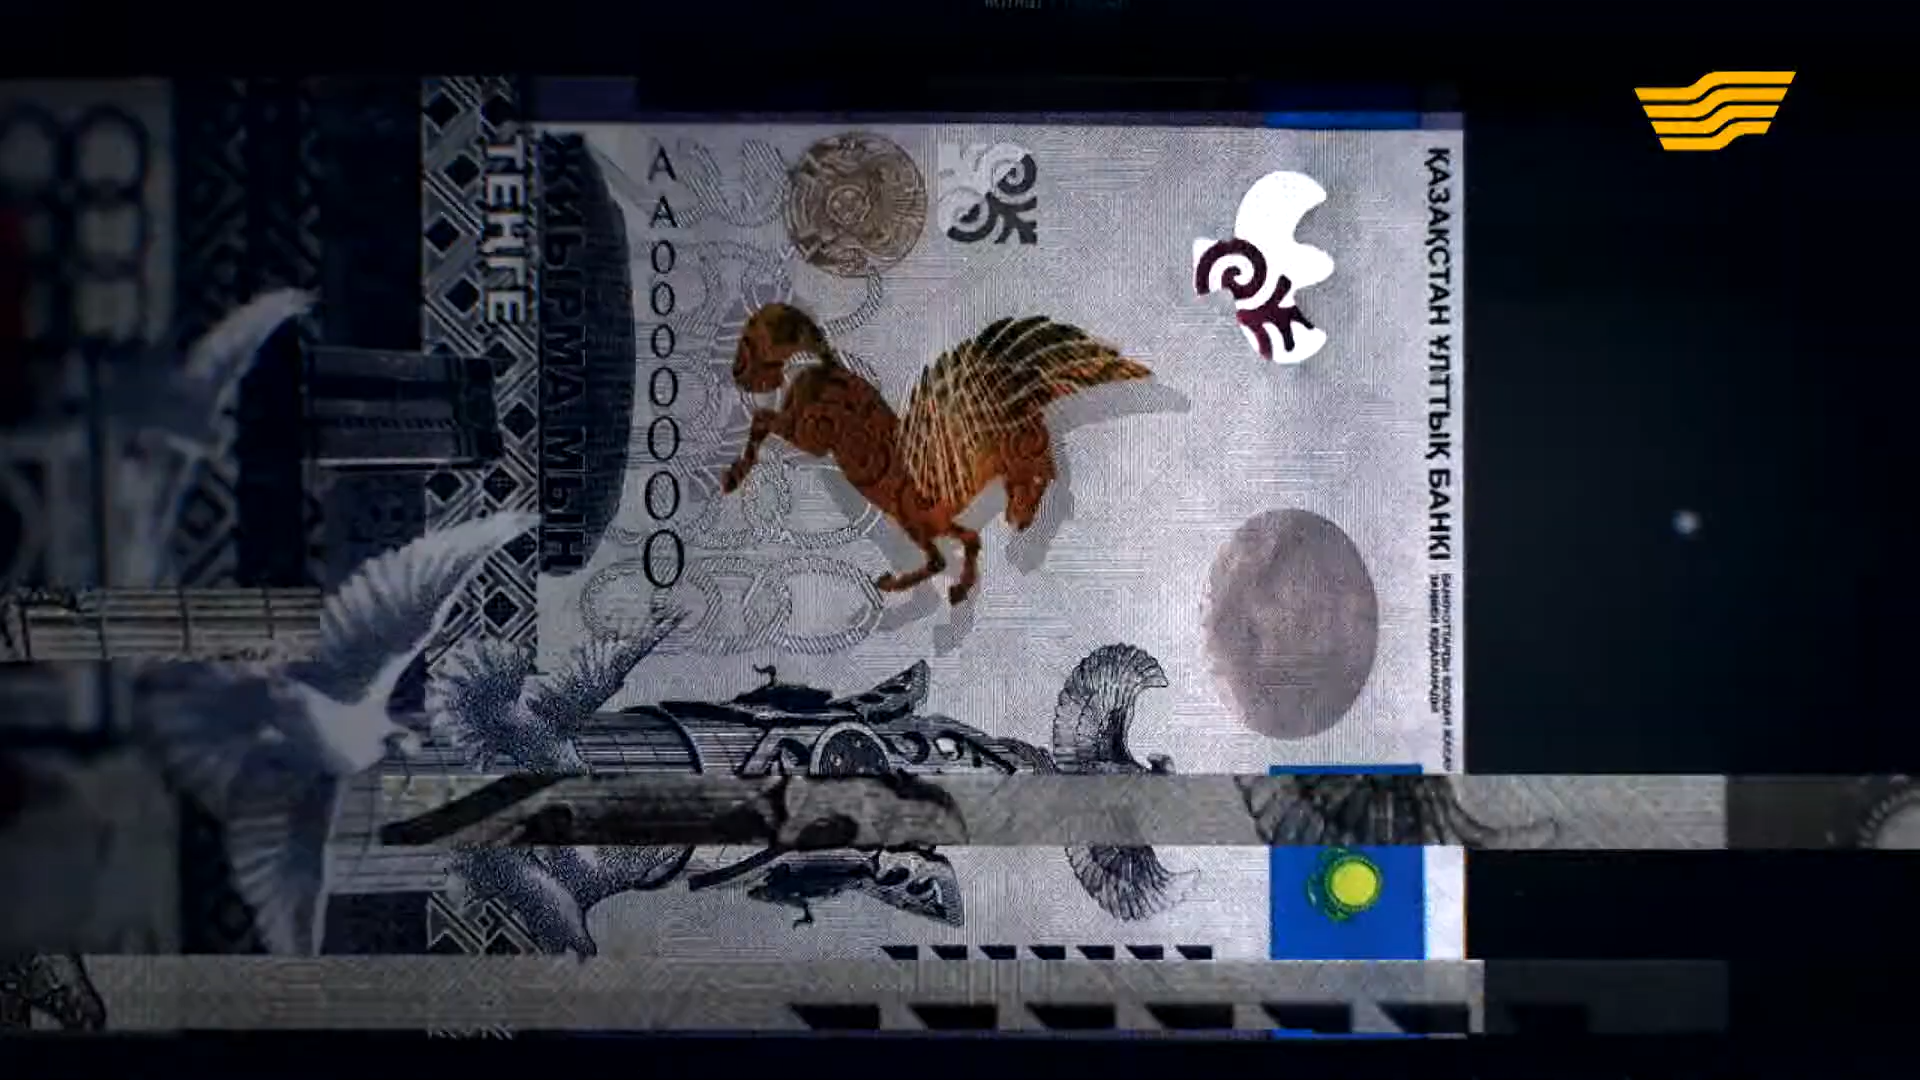 ТЕҢГЕ
ЖИЫРМА МЫҢ
АА0000000
ҚАЗАҚСТАН ҰЛТТЫҚ БАНКІ